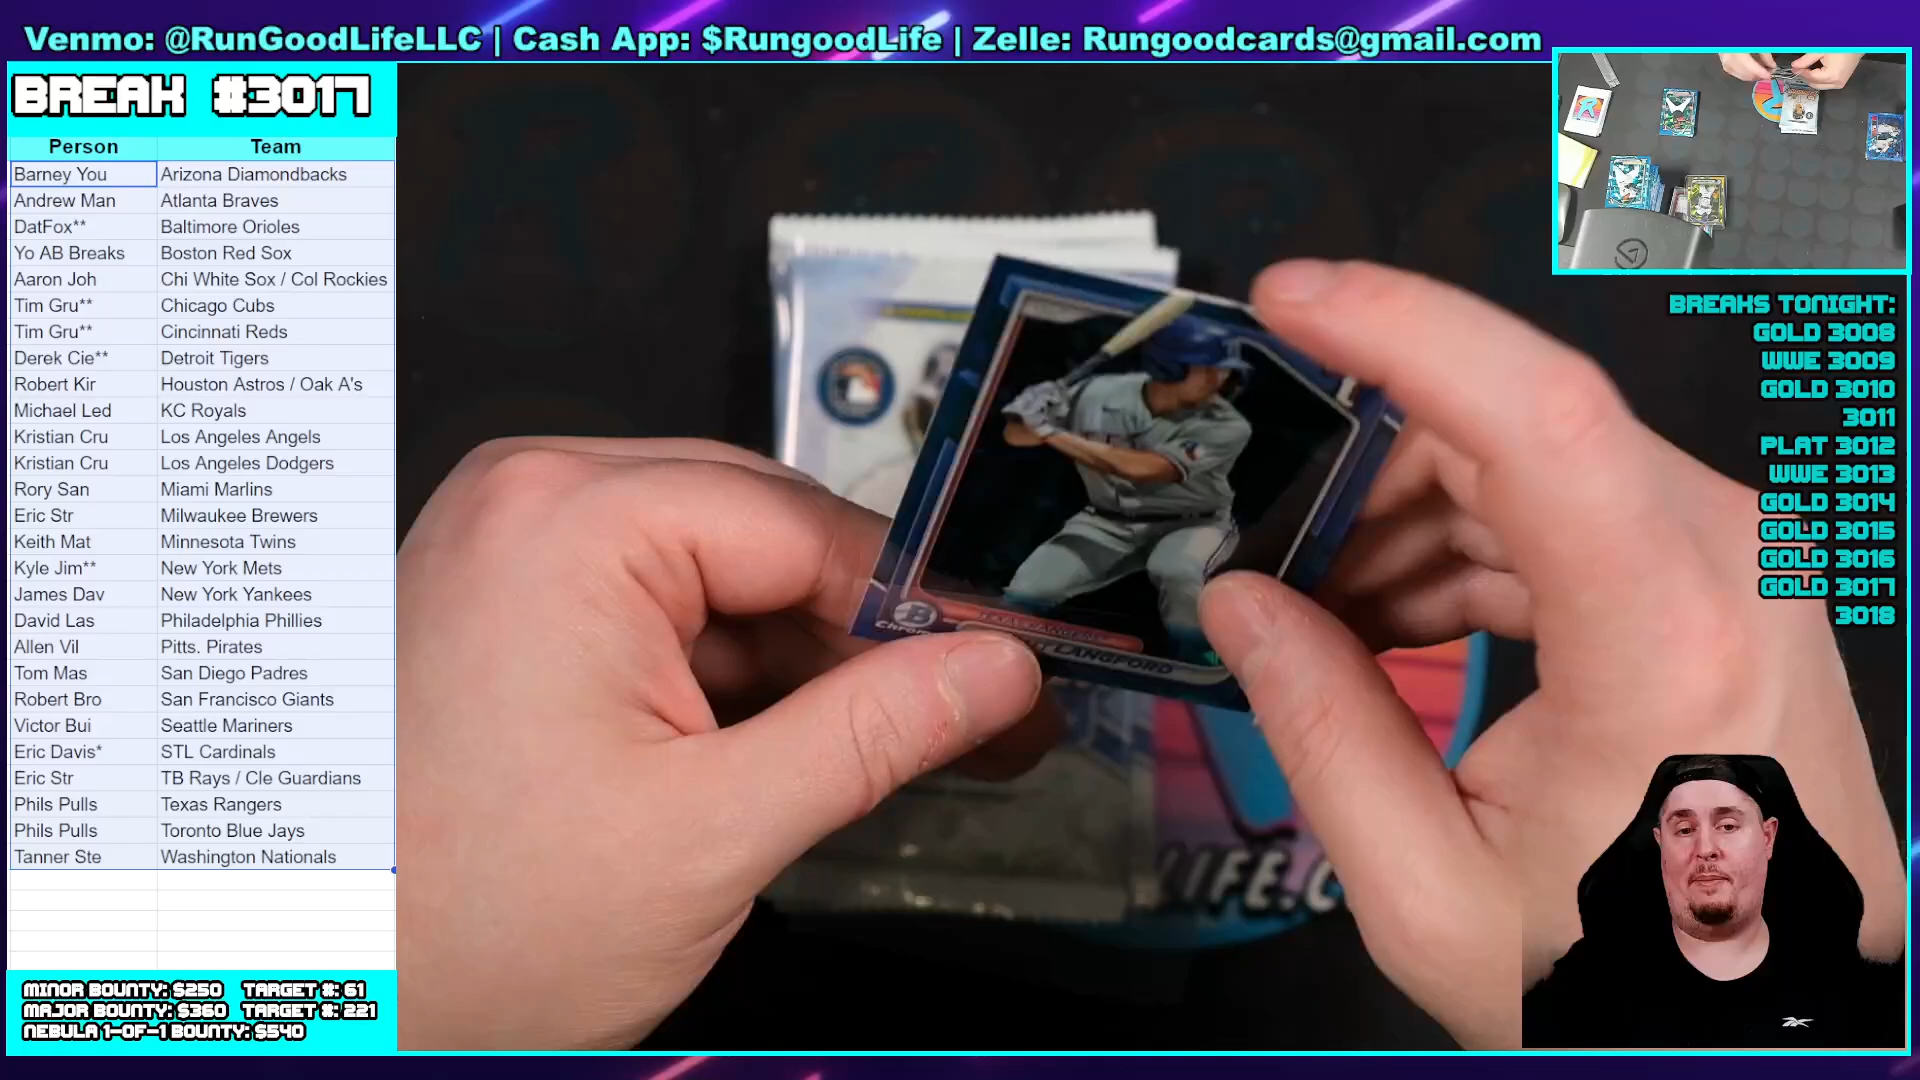 Venmo: @RunGoodLifeLLC | Cash App: $RungoodLife | Zelle: Rungoodcards@gmail.com
BREAK #3017
Person Team
Barney You Arizona Diamondbacks
Andrew Man Atlanta Braves
DatFox** Baltimore Orioles
Yo AB Breaks Boston Red Sox
Aaron Joh Chi White Sox / Col Rockies
Tim Gru** Chicago Cubs
Tim Gru** Cincinnati Reds
Derek Cie** Detroit Tigers
Robert Kir Houston Astros / Oak A's
Michael Led KC Royals
Kristian Cru Los Angeles Angels
Kristian Cru Los Angeles Dodgers
Rory San Miami Marlins
Eric Str Milwaukee Brewers
Keith Mat Minnesota Twins
Kyle Jim** New York Mets
James Dav New York Yankees
David Las Philadelphia Phillies
Allen Vil Pitts. Pirates
Tom Mas San Diego Padres
Robert Bro San Francisco Giants
Victor Bui Seattle Mariners
Eric Davis* STL Cardinals
Eric Str TB Rays / Cle Guardians
Phils Pulls Texas Rangers
Phils Pulls Toronto Blue Jays
Tanner Ste Washington Nationals
MINOR BOUNTY: $250 TARGET #: 61
MAJOR BOUNTY: $360 TARGET #: 221
NEBULA 1-OF-1 BOUNTY: $540
B
LANGFORD
LIFE.C
BREAKS TONIGHT:
GOLD 3008
WWE 3009
GOLD 3010
3011
PLAT 3012
WWE 3013
GOLD 3014
GOLD 3015
GOLD 3016
GOLD 3017
3018